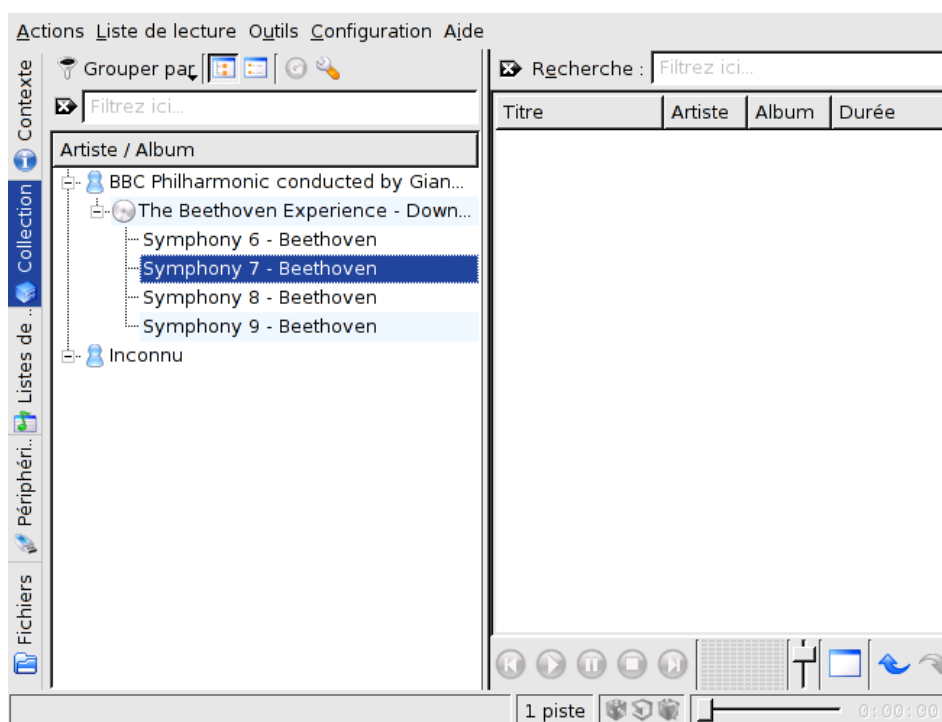 Actions Liste de lecture Outils Configuration Aide
Grouper par
Recherche : Filtrez ici...
Filtrez ici...
Titre Artiste Album Durée
Artiste / Album
BBC Philharmonic conducted by Gian...
The Beethoven Experience - Down...
Symphony 6 - Beethoven
Symphony 7 - Beethoven
Symphony 8 - Beethoven
Symphony 9 - Beethoven
Inconnu
Contexte
Collection
Listes de ..
Périphéri..
Fichiers
1 piste
0:00:00